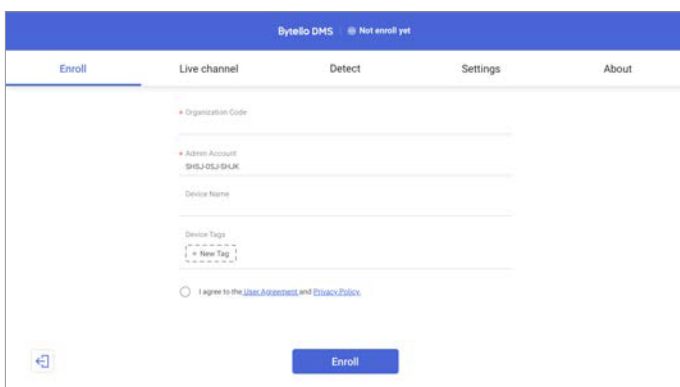 Bytello DMS Not enroll yet
Enroll Live channel Detect Settings About
* Organization Code
* Admin Account
SHSJ-0SJ-SHJK
Device Name
Device Tags
+ New Tag
I agree to the User Agreement and Privacy Policy.
Enroll